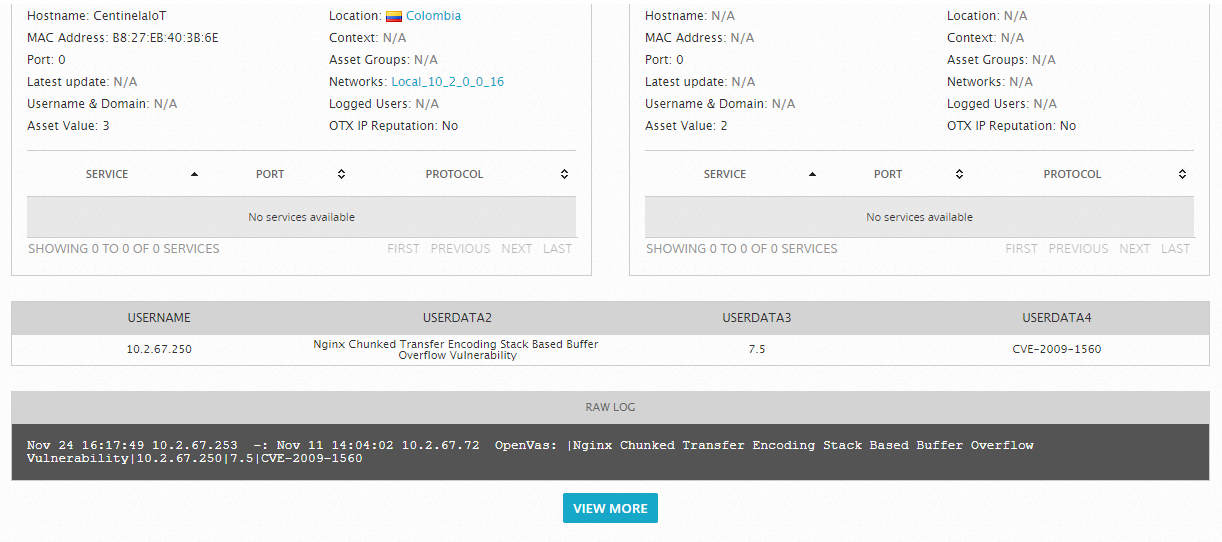 Hostname: CentinelaIoT
Location: Colombia
MAC Address: B8:27:EB:40:3B:6E
Context: N/A
Port: 0
Asset Groups: N/A
Latest update: N/A
Networks: Local_10_2_0_0_16
Username & Domain: N/A
Logged Users: N/A
Asset Value: 3
OTX IP Reputation: No
SERVICE PORT PROTOCOL
No services available
SHOWING 0 TO 0 OF 0 SERVICES
FIRST PREVIOUS NEXT LAST
Hostname: N/A
Location: N/A
MAC Address: N/A
Context: N/A
Port: 0
Asset Groups: N/A
Latest update: N/A
Networks: N/A
Username & Domain: N/A
Logged Users: N/A
Asset Value: 2
OTX IP Reputation: No
SERVICE PORT PROTOCOL
No services available
SHOWING 0 TO 0 OF 0 SERVICES
FIRST PREVIOUS NEXT LAST
USERNAME USERDATA2 USERDATA3 USERDATA4
10.2.67.250
Nginx Chunked Transfer Encoding Stack Based Buffer
Overflow Vulnerability
7.5
CVE-2009-1560
RAW LOG
Nov 24 16:17:49 10.2.67.253 -: Nov 11 14:04:02 10.2.67.72 OpenVas: |Nginx Chunked Transfer Encoding Stack Based Buffer Overflow
Vulnerability|10.2.67.250|7.5|CVE-2009-1560
VIEW MORE